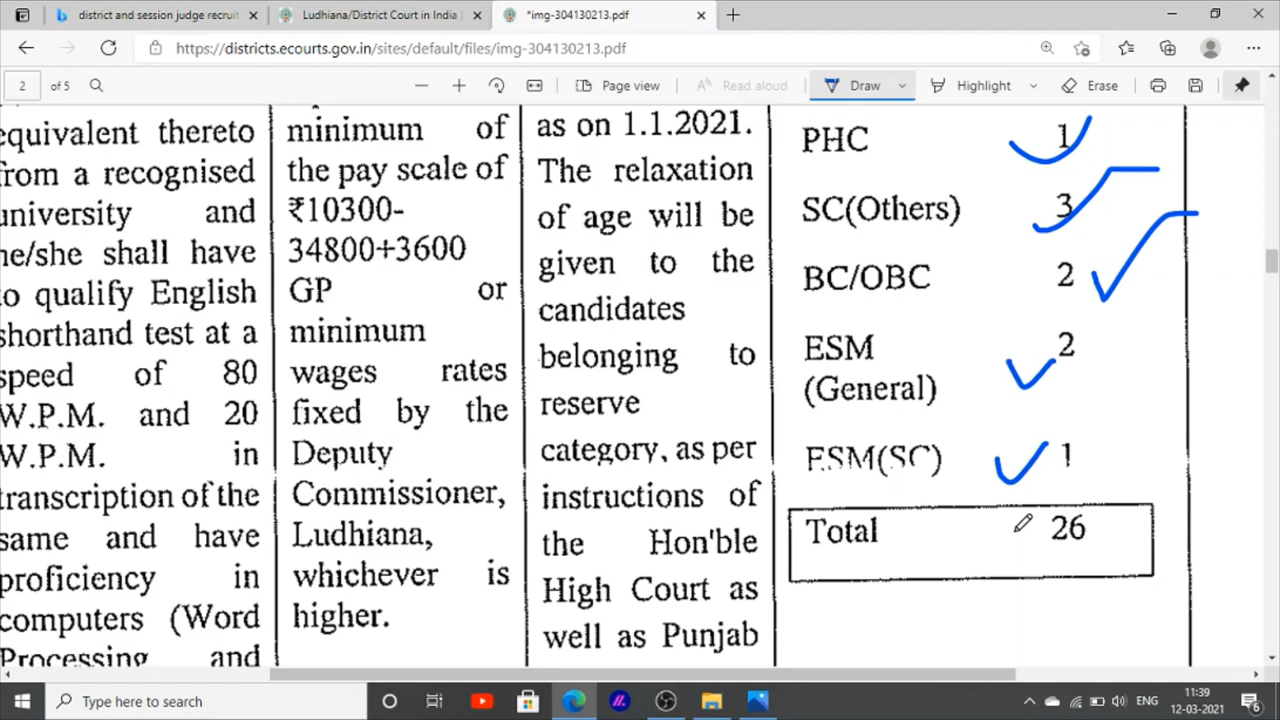 district and session judge recruit
Ludhiana/District Court in India |
*img-304130213.pdf
https://districts.ecourts.gov.in/sites/default/files/img-304130213.pdf
2 of 5
Page view
Read aloud
Draw
Highlight
Erase
equivalent thereto
from a recognised
university and
he/she shall have
to qualify English
shorthand test at a
speed of 80
W.P.M. and 20
W.P.M. in
transcription of the
same and have
proficiency in
computers (Word
Processing and
minimum of
the pay scale of
₹10300-
34800+3600
GP or
minimum
wages rates
fixed by the
Deputy
Commissioner,
Ludhiana,
whichever is
higher.
as on 1.1.2021.
The relaxation
of age will be
given to the
candidates
belonging to
reserve
category, as per
instructions of
the Hon'ble
High Court as
well as Punjab
PHC 1
SC(Others) 3
BC/OBC 2
ESM 2
(General)
ESM(SC) 1
Total 26
Type here to search
ENG
11:39
12-03-2021
6